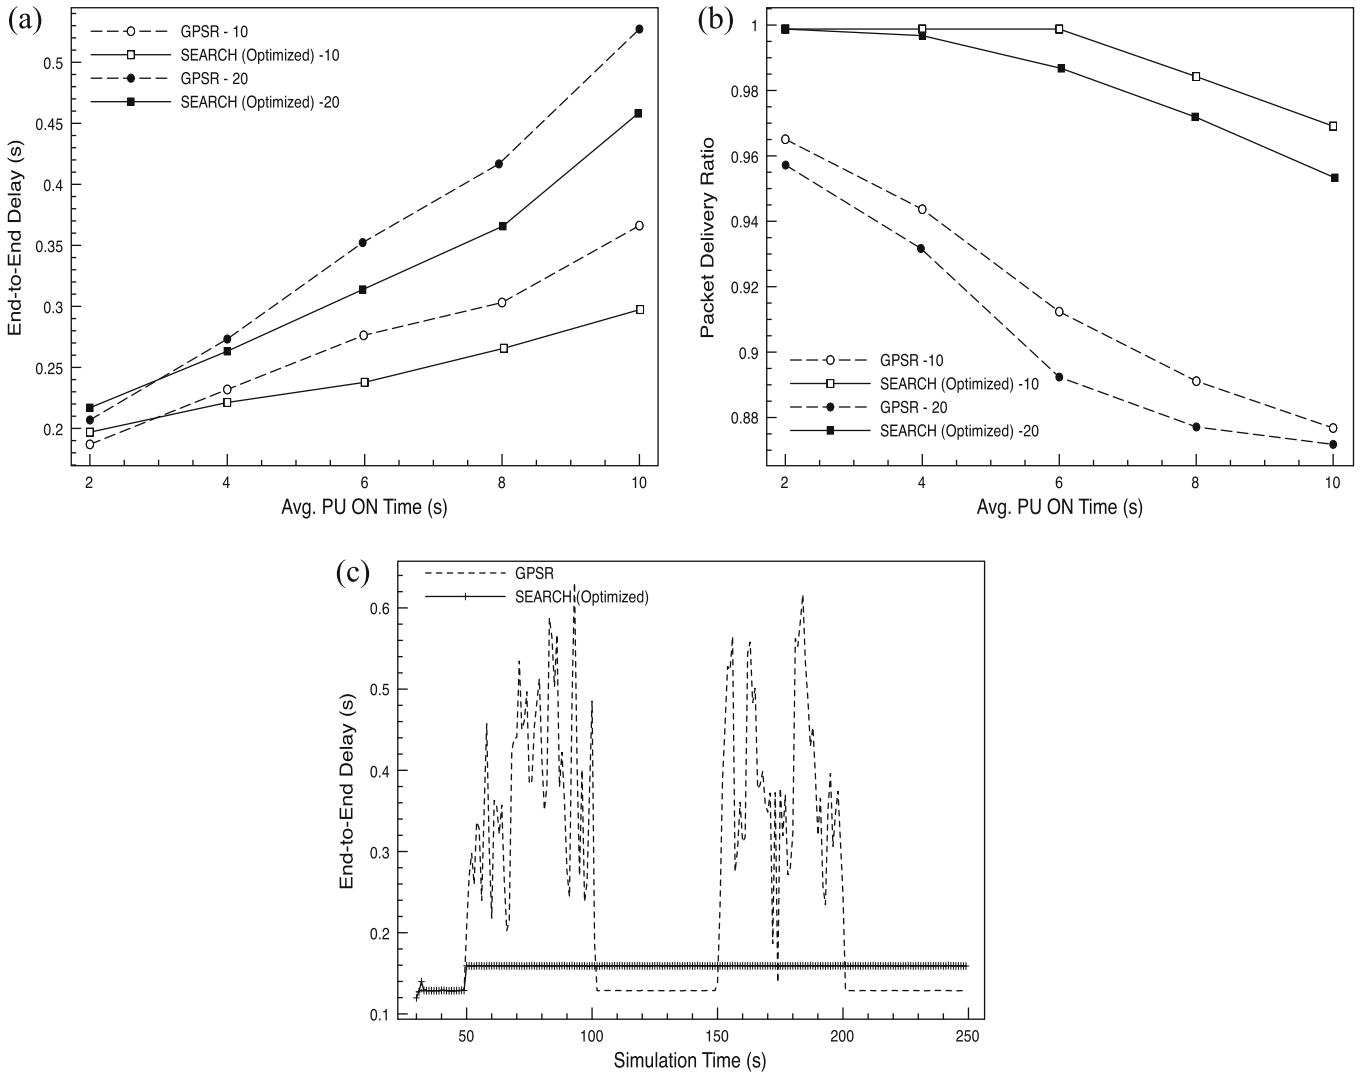 (a)
GPSR - 10
SEARCH (Optimized) -10
GPSR - 20
SEARCH (Optimized) -20
End-to-End Delay (s)
0.5
0.45
0.4
0.35
0.3
0.25
0.2
2 4 6 8 10
Avg. PU ON Time (s)
(b)
Packet Delivery Ratio
1
0.98
0.96
0.94
0.92
0.9
0.88
GPSR -10
SEARCH (Optimized) -10
GPSR - 20
SEARCH (Optimized) -20
2 4 6 8 10
Avg. PU ON Time (s)
(c)
GPSR
SEARCH (Optimized)
End-to-End Delay (s)
0.6
0.5
0.4
0.3
0.2
0.1
50 100 150 200 250
Simulation Time (s)